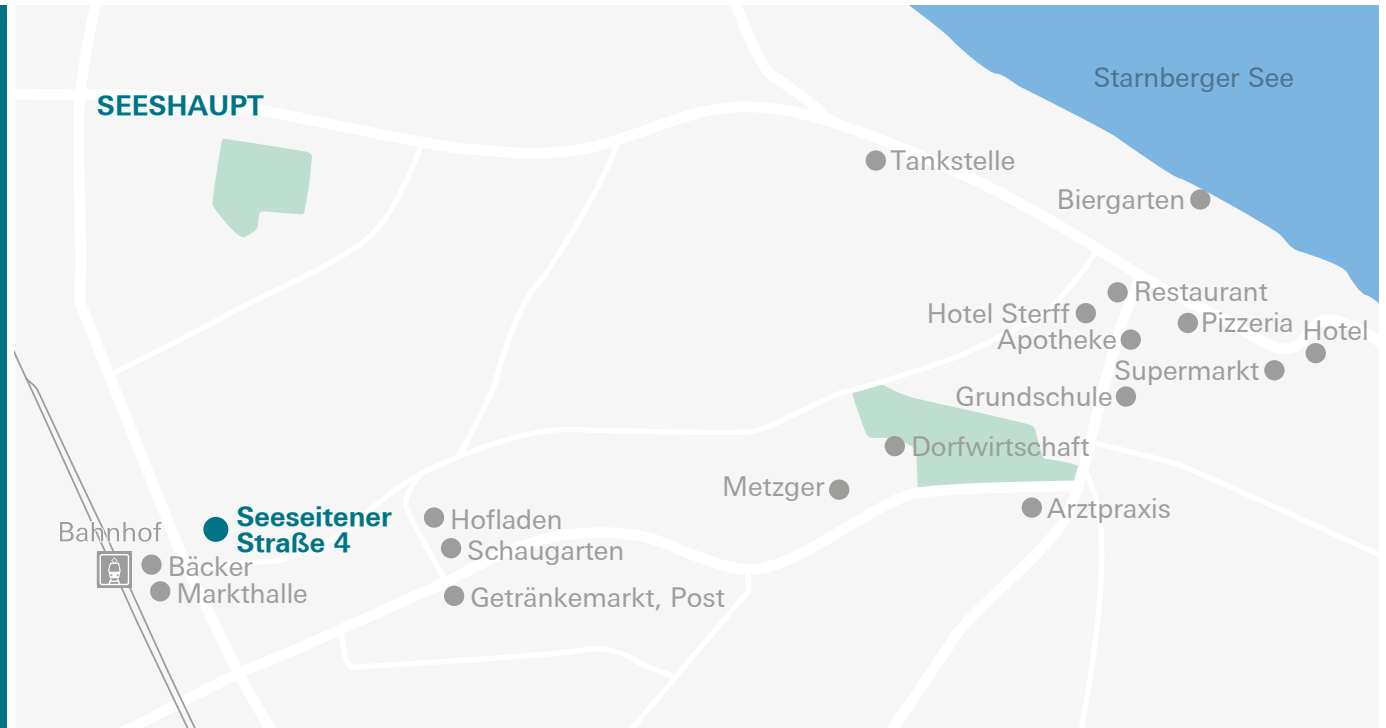 Starnberger See
SEESHAUPT
Tankstelle
Biergarten
Restaurant
Hotel Sterff
Pizzeria
Hotel
Apotheke
Supermarkt
Grundschule
Dorfwirtschaft
Metzger
Arztpraxis
Seeseitener
Straße 4
Hofladen
Bahnhof
Schaugarten
Bäcker
Markthalle
Getränkemarkt, Post